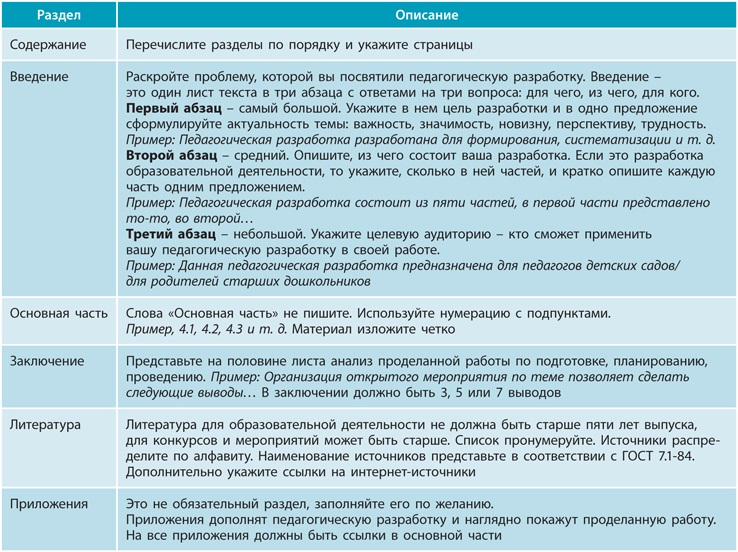 Раздел
Описание
Содержание
Перечислите разделы по порядку и укажите страницы
Введение
Раскройте проблему, которой вы посвятили педагогическую разработку. Введение –
это один лист текста в три абзаца с ответами на три вопроса: для чего, из чего, для кого.
Первый абзац – самый большой. Укажите в нем цель разработки и в одно предложение
сформулируйте актуальность темы: важность, значимость, новизну, перспективу, трудность.
Пример: Педагогическая разработка разработана для формирования, систематизации и т. д.
Второй абзац – средний. Опишите, из чего состоит ваша разработка. Если это разработка
образовательной деятельности, то укажите, сколько в ней частей, и кратко опишите каждую
часть одним предложением.
Пример: Педагогическая разработка состоит из пяти частей, в первой части представлено
то-то, во второй…
Третий абзац – небольшой. Укажите целевую аудиторию – кто сможет применить
вашу педагогическую разработку в своей работе.
Пример: Данная педагогическая разработка предназначена для педагогов детских садов/
для родителей старших дошкольников
Основная часть
Слова «Основная часть» не пишите. Используйте нумерацию с подпунктами.
Пример, 4.1, 4.2, 4.3 и т. д. Материал изложите четко
Заключение
Представьте на половине листа анализ проделанной работы по подготовке, планированию,
проведению. Пример: Организация открытого мероприятия по теме позволяет сделать
следующие выводы… В заключении должно быть 3, 5 или 7 выводов
Литература
Литература для образовательной деятельности не должна быть старше пяти лет выпуска,
для конкурсов и мероприятий может быть старше. Список пронумеруйте. Источники распре-
делите по алфавиту. Наименование источников представьте в соответствии с ГОСТ 7.1-84.
Дополнительно укажите ссылки на интернет-источники
Приложения
Это не обязательный раздел, заполняйте его по желанию.
Приложения дополнят педагогическую разработку и наглядно покажут проделанную работу.
На все приложения должны быть ссылки в основной части